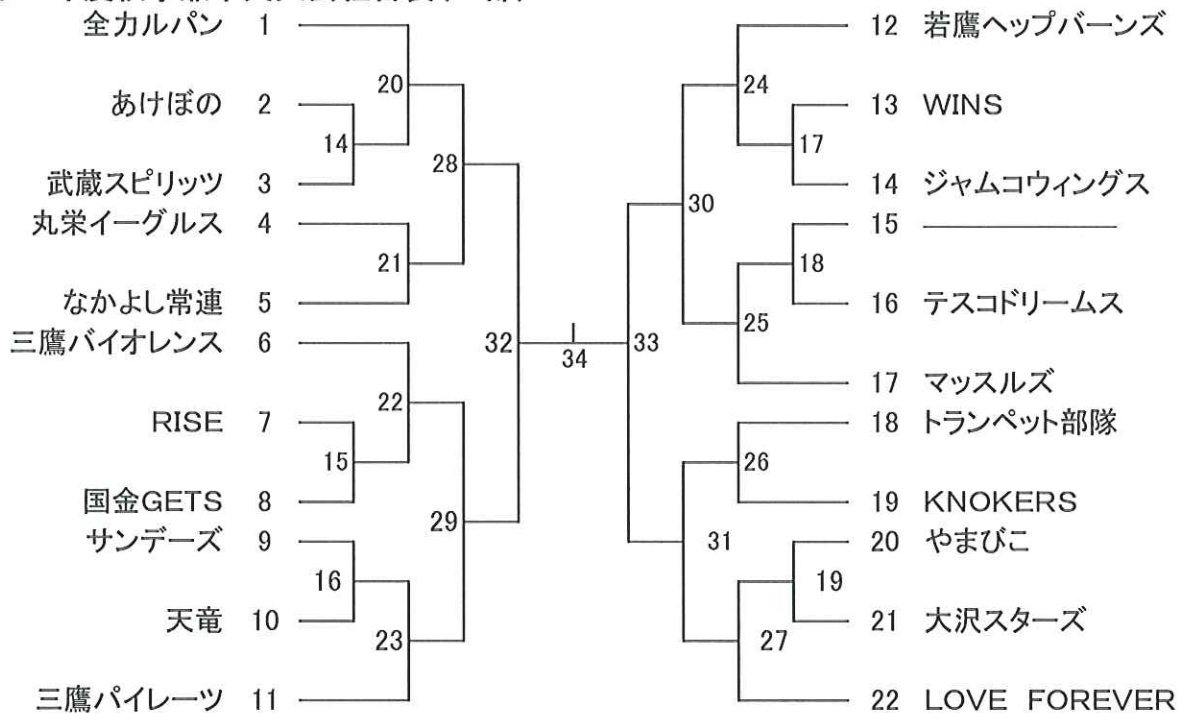 全力ルパン 1
20
あけぼの 2
14
武蔵スピリッツ 3
28
丸栄イーグルス 4
21
なかよし常連 5
三鷹バイオレンス 6
32
22
RISE 7
15
国金GETS 8
29
サンデーズ 9
16
天竜 10
23
三鷹パイレーツ 11
34
12 若鷹ヘップバーンズ
24
13 WINS
17
14 ジャムコウィングス
30
15
18
16 テスコドリームス
25
33
17 マッスルズ
18 トランペット部隊
26
19 KNOKERS
31
20 やまびこ
19
21 大沢スターズ
27
22 LOVE FOREVER